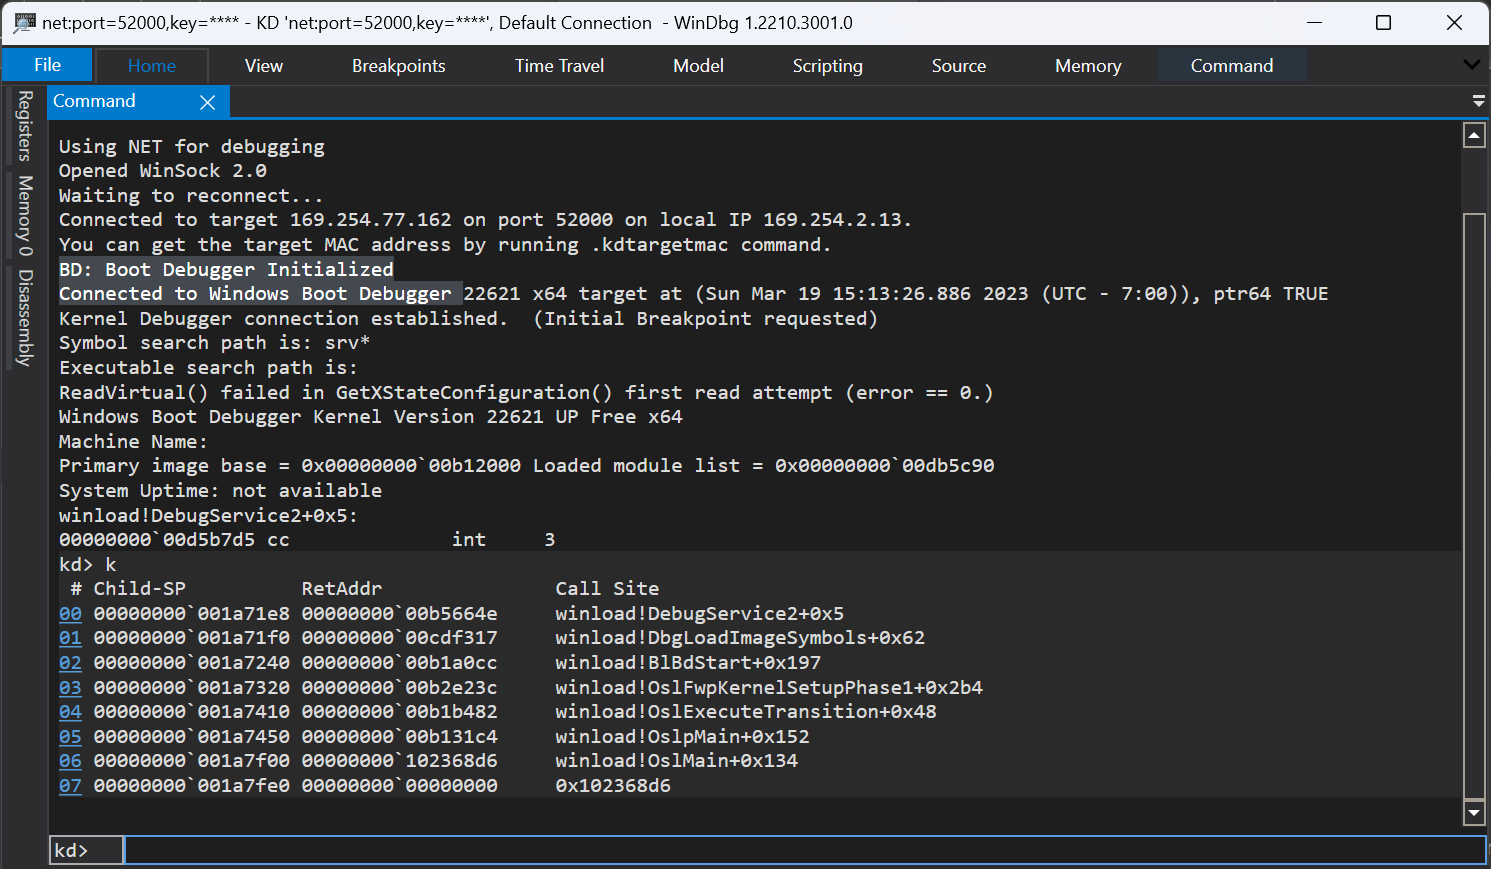 net:port=52000,key=**** - KD 'net:port=52000,key=****', Default Connection  - WinDbg 1.2210.3001.0
File Home View Breakpoints Time Travel Model Scripting Source Memory Command
Registers
Memory 0
Disassembly
Command
Using NET for debugging
Opened WinSock 2.0
Waiting to reconnect...
Connected to target 169.254.77.162 on port 52000 on local IP 169.254.2.13.
You can get the target MAC address by running .kdtargetmac command.
BD: Boot Debugger Initialized
Connected to Windows Boot Debugger 22621 x64 target at (Sun Mar 19 15:13:26.886 2023 (UTC - 7:00)), ptr64 TRUE
Kernel Debugger connection established.  (Initial Breakpoint requested)
Symbol search path is: srv*
Executable search path is:
ReadVirtual() failed in GetXStateConfiguration() first read attempt (error == 0.)
Windows Boot Debugger Kernel Version 22621 UP Free x64
Machine Name:
Primary image base = 0x00000000`00b12000 Loaded module list = 0x00000000`00db5c90
System Uptime: not available
winload!DebugService2+0x5:
00000000`00d5b7d5 cc              int     3
kd> k
 # Child-SP          RetAddr               Call Site
00 00000000`001a71e8 00000000`00b5664e     winload!DebugService2+0x5
01 00000000`001a71f0 00000000`00cdf317     winload!DbgLoadImageSymbols+0x62
02 00000000`001a7240 00000000`00b1a0cc     winload!BlBdStart+0x197
03 00000000`001a7320 00000000`00b2e23c     winload!OslFwpKernelSetupPhase1+0x2b4
04 00000000`001a7410 00000000`00b1b482     winload!OslExecuteTransition+0x48
05 00000000`001a7450 00000000`00b131c4     winload!OslpMain+0x152
06 00000000`001a7f00 00000000`102368d6     winload!OslMain+0x134
07 00000000`001a7fe0 00000000`00000000     0x102368d6
kd>